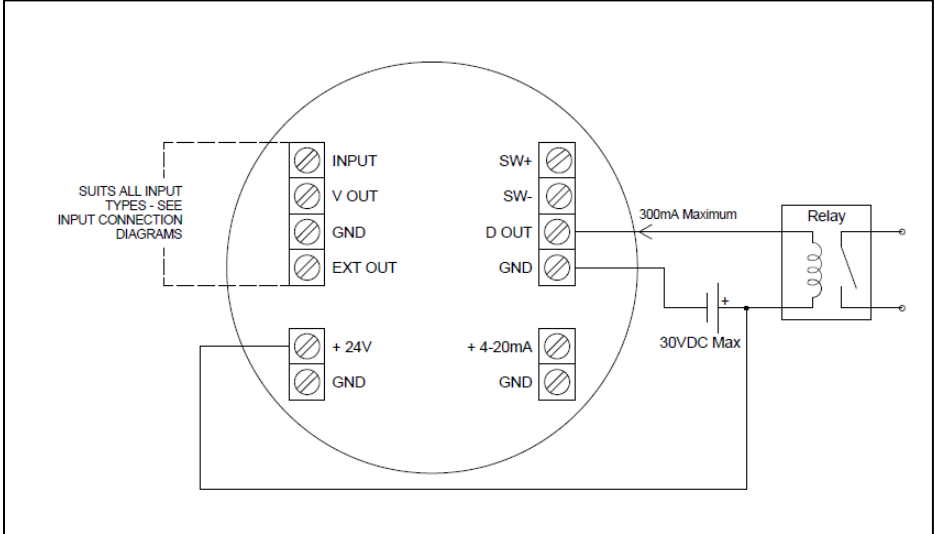 SUITS ALL INPUT
TYPES - SEE
INPUT CONNECTION
DIAGRAMS
INPUT
V OUT
GND
EXT OUT
+ 24V
GND
SW+
SW-
D OUT
GND
+ 4-20mA
GND
300mA Maximum
+
30VDC Max
Relay